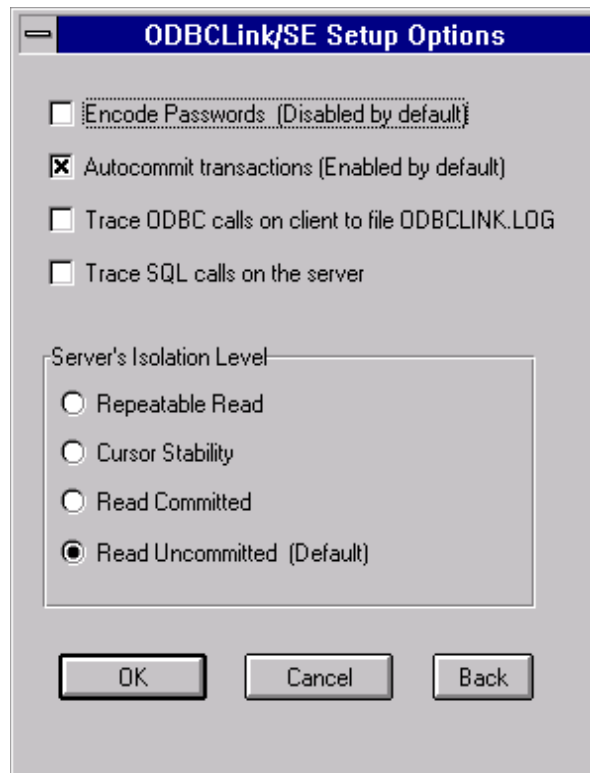 ODBCLink/SE Setup Options
Encode Passwords (Disabled by default)
Autocommit transactions (Enabled by default)
Trace ODBC calls on client to file ODBCLINK.LOG
Trace SQL calls on the server
Server's Isolation Level
Repeatable Read
Cursor Stability
Read Committed
Read Uncommitted (Default)
OK Cancel Back